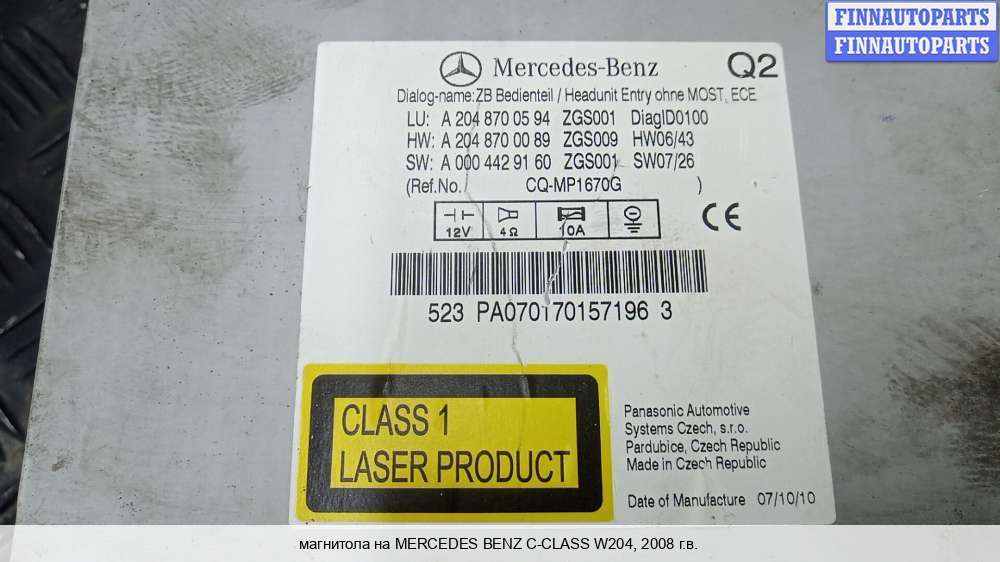 FINNAUTOPARTS
FINNAUTOPARTS
Mercedes-Benz Q2
Dialog-name: ZB Bedienteil / Headunit Entry ohne MOST, ECE
LU: A 204 870 05 94 ZGS001 DiagID0100
HW: A 204 870 00 89 ZGS009 HW06/43
SW: A 000 442 91 60 ZGS001 SW07/26
(Ref.No. CQ-MP1670G )
12V 4Ω 10A CE
523 PA070170157196 3
CLASS 1
LASER PRODUCT
Panasonic Automotive
Systems Czech, s.r.o.
Pardubice, Czech Republic
Made in Czech Republic
Date of Manufacture 07/10/10
магнитола на MERCEDES BENZ C-CLASS W204, 2008 г.в.